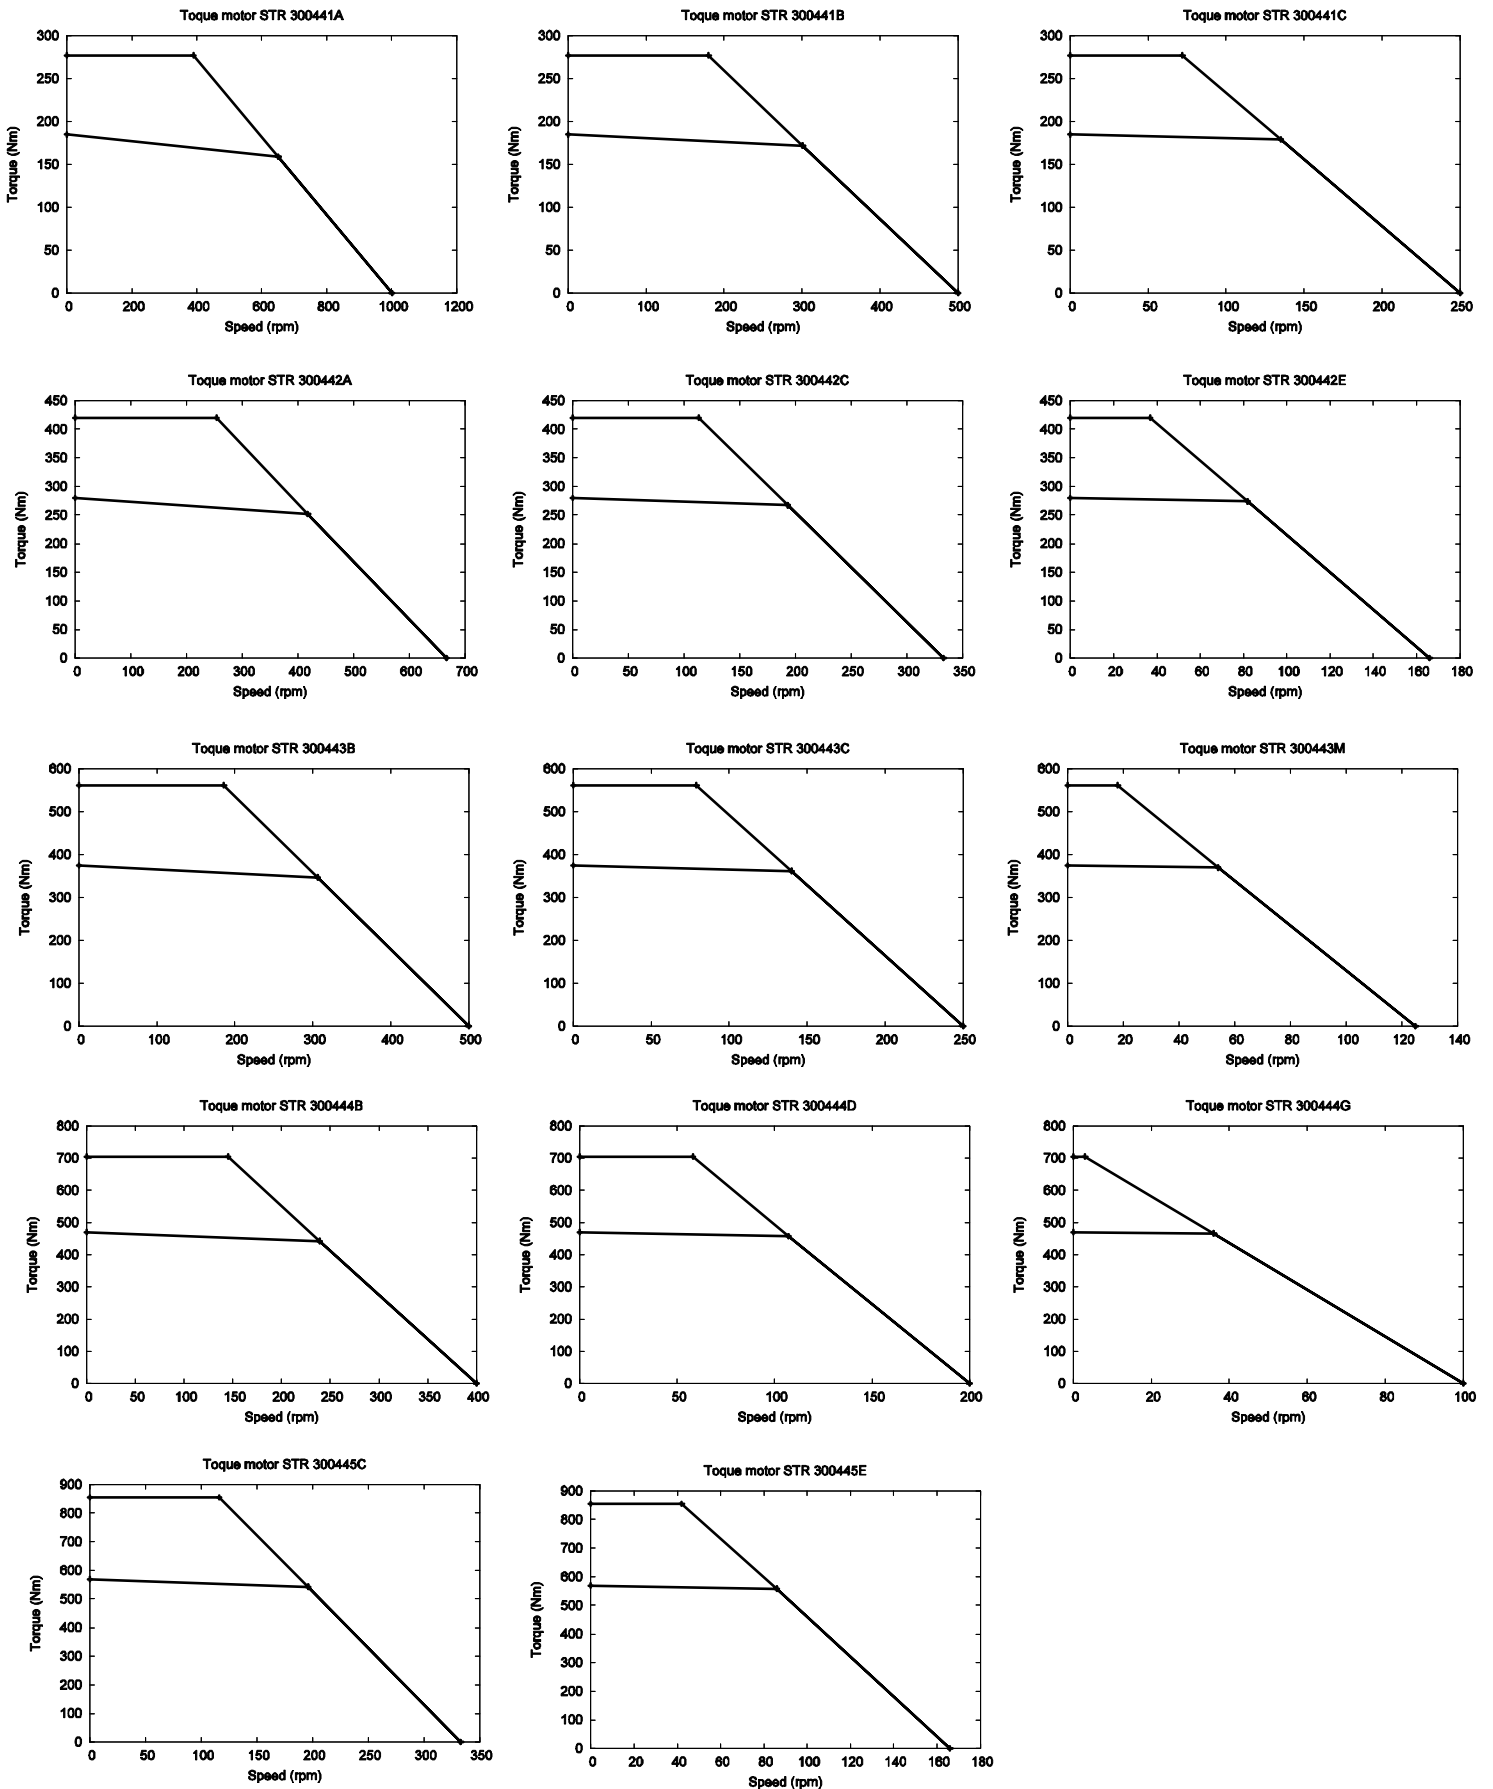 Toque motor STR 300441A
300
250
200
150
100
50
0
Torque (Nm)
0 200 400 600 800 1000 1200
Speed (rpm)
Toque motor STR 300441B
300
250
200
150
100
50
0
Torque (Nm)
0 100 200 300 400 500
Speed (rpm)
Toque motor STR 300441C
300
250
200
150
100
50
0
Torque (Nm)
0 50 100 150 200 250
Speed (rpm)
Toque motor STR 300442A
450
400
350
300
250
200
150
100
50
0
Torque (Nm)
0 100 200 300 400 500 600 700
Speed (rpm)
Toque motor STR 300442C
450
400
350
300
250
200
150
100
50
0
Torque (Nm)
0 50 100 150 200 250 300 350
Speed (rpm)
Toque motor STR 300442E
450
400
350
300
250
200
150
100
50
0
Torque (Nm)
0 20 40 60 80 100 120 140 160 180
Speed (rpm)
Toque motor STR 300443B
600
500
400
300
200
100
0
Torque (Nm)
0 100 200 300 400 500
Speed (rpm)
Toque motor STR 300443C
600
500
400
300
200
100
0
Torque (Nm)
0 50 100 150 200 250
Speed (rpm)
Toque motor STR 300443M
600
500
400
300
200
100
0
Torque (Nm)
0 20 40 60 80 100 120 140
Speed (rpm)
Toque motor STR 300444B
800
700
600
500
400
300
200
100
0
Torque (Nm)
0 50 100 150 200 250 300 350 400
Speed (rpm)
Toque motor STR 300444D
800
700
600
500
400
300
200
100
0
Torque (Nm)
0 50 100 150 200
Speed (rpm)
Toque motor STR 300444G
800
700
600
500
400
300
200
100
0
Torque (Nm)
0 20 40 60 80 100
Speed (rpm)
Toque motor STR 300445C
900
800
700
600
500
400
300
200
100
0
Torque (Nm)
0 50 100 150 200 250 300 350
Speed (rpm)
Toque motor STR 300445E
900
800
700
600
500
400
300
200
100
0
Torque (Nm)
0 20 40 60 80 100 120 140 160 180
Speed (rpm)